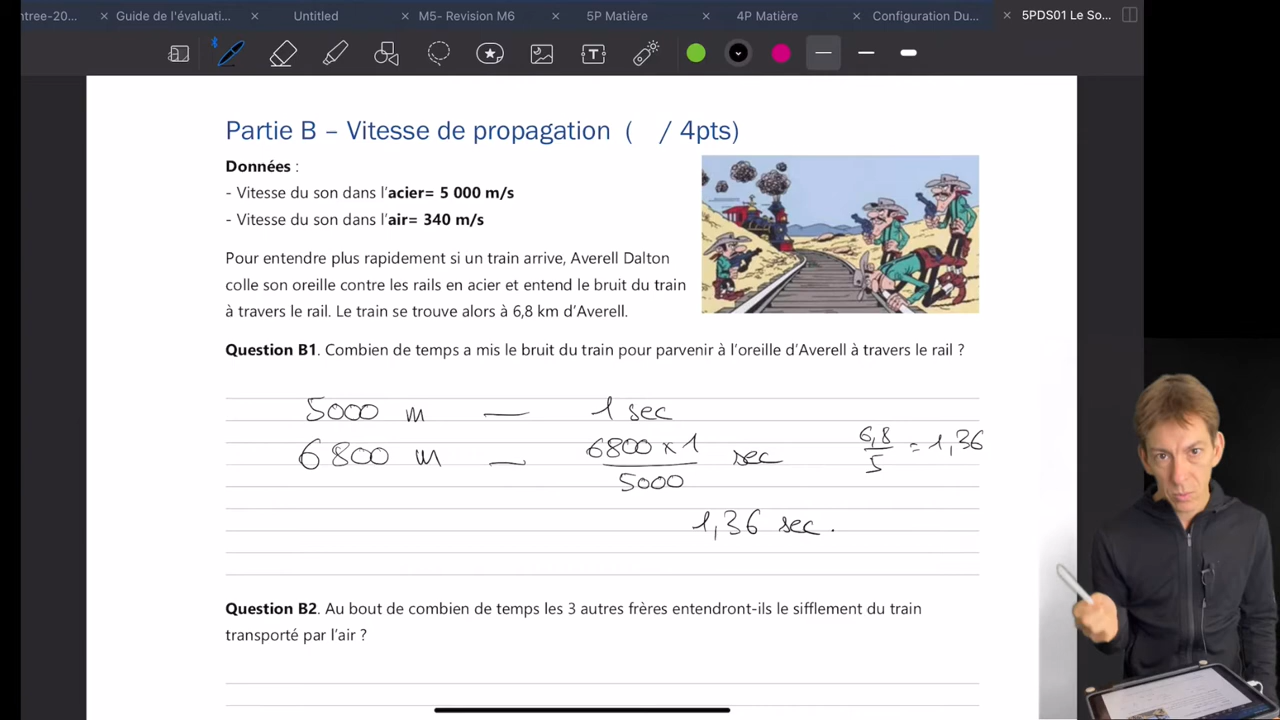 ntree-20...
Guide de l'évaluati...
Untitled
M5- Revision M6
5P Matière
4P Matière
Configuration Du...
5PDS01 Le So...
Partie B – Vitesse de propagation ( / 4pts)
Données :
- Vitesse du son dans l'acier= 5 000 m/s
- Vitesse du son dans l'air= 340 m/s
Pour entendre plus rapidement si un train arrive, Averell Dalton
colle son oreille contre les rails en acier et entend le bruit du train
à travers le rail. Le train se trouve alors à 6,8 km d'Averell.
Question B1. Combien de temps a mis le bruit du train pour parvenir à l'oreille d'Averell à travers le rail ?
5000 m — 1 sec
6800 m — 6800 x 1 / 5000 sec 6,8 / 5 = 1,36
1,36 sec.
Question B2. Au bout de combien de temps les 3 autres frères entendront-ils le sifflement du train
transporté par l'air ?